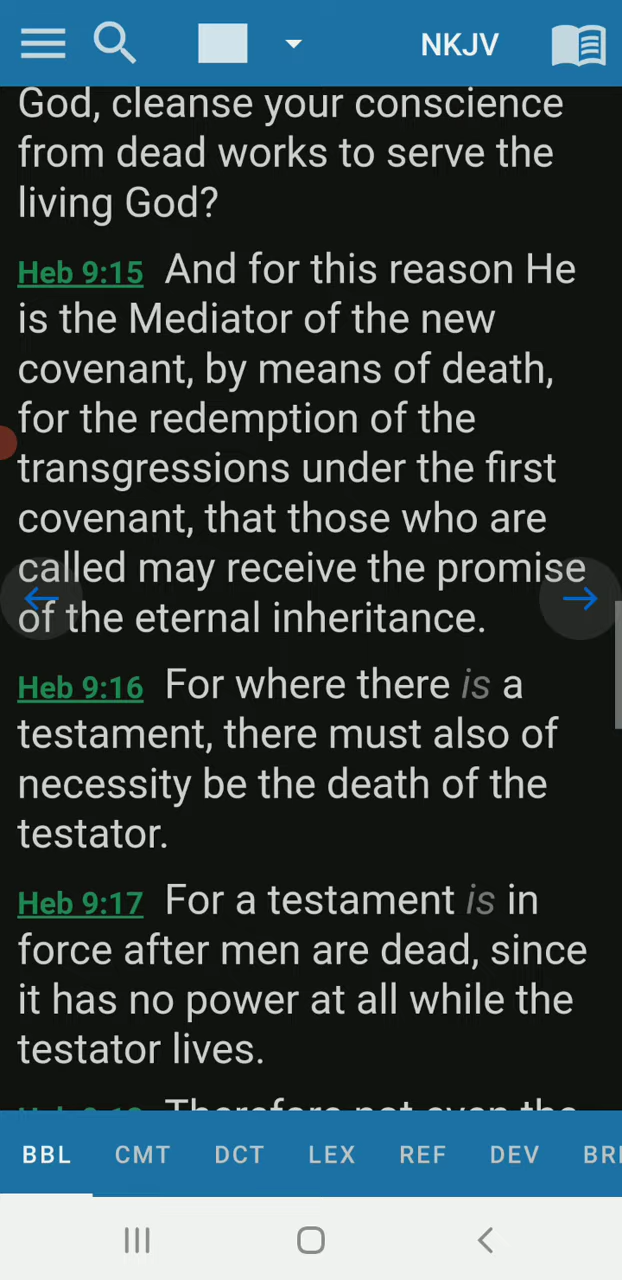 NKJV
God, cleanse your conscience
from dead works to serve the
living God?
Heb 9:15 And for this reason He
is the Mediator of the new
covenant, by means of death,
for the redemption of the
transgressions under the first
covenant, that those who are
called may receive the promise
of the eternal inheritance.
Heb 9:16 For where there is a
testament, there must also of
necessity be the death of the
testator.
Heb 9:17 For a testament is in
force after men are dead, since
it has no power at all while the
testator lives.
Therefore not even the
BBL CMT DCT LEX REF DEV BRI